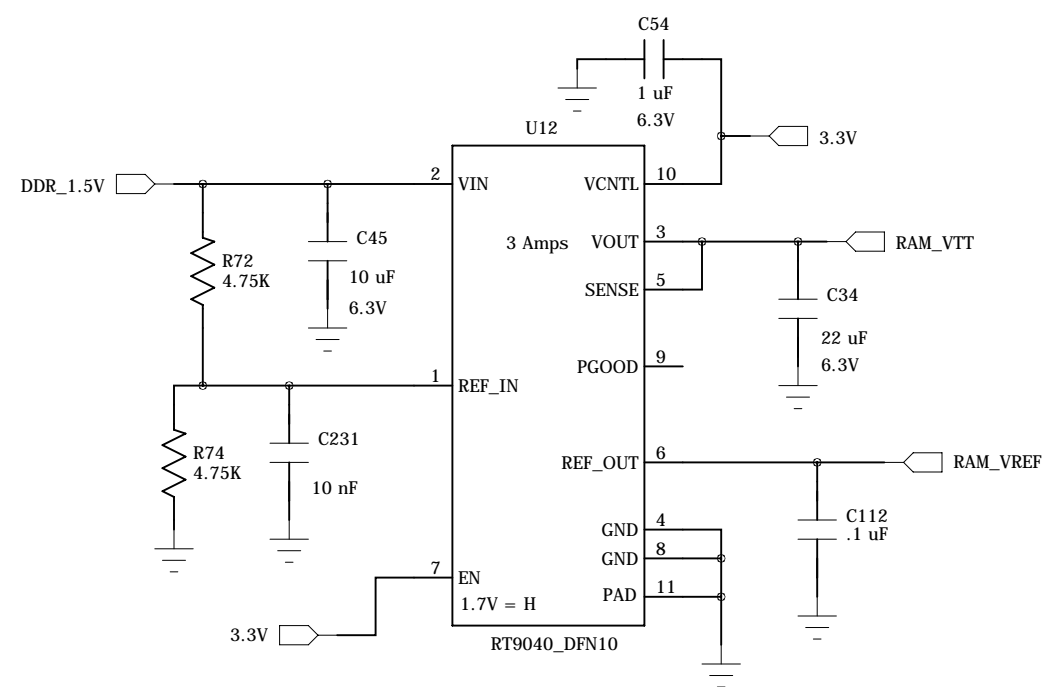 C54
1 uF
6.3V
U12
3.3V
DDR_1.5V
2
VIN
VCNTL
10
C45
10 uF
6.3V
R72
4.75K
3 Amps
VOUT
3
RAM_VTT
SENSE
5
C34
22 uF
6.3V
PGOOD
9
1
REF_IN
R74
4.75K
C231
10 nF
REF_OUT
6
RAM_VREF
C112
.1 uF
GND
4
GND
8
PAD
11
7
EN
1.7V = H
3.3V
RT9040_DFN10